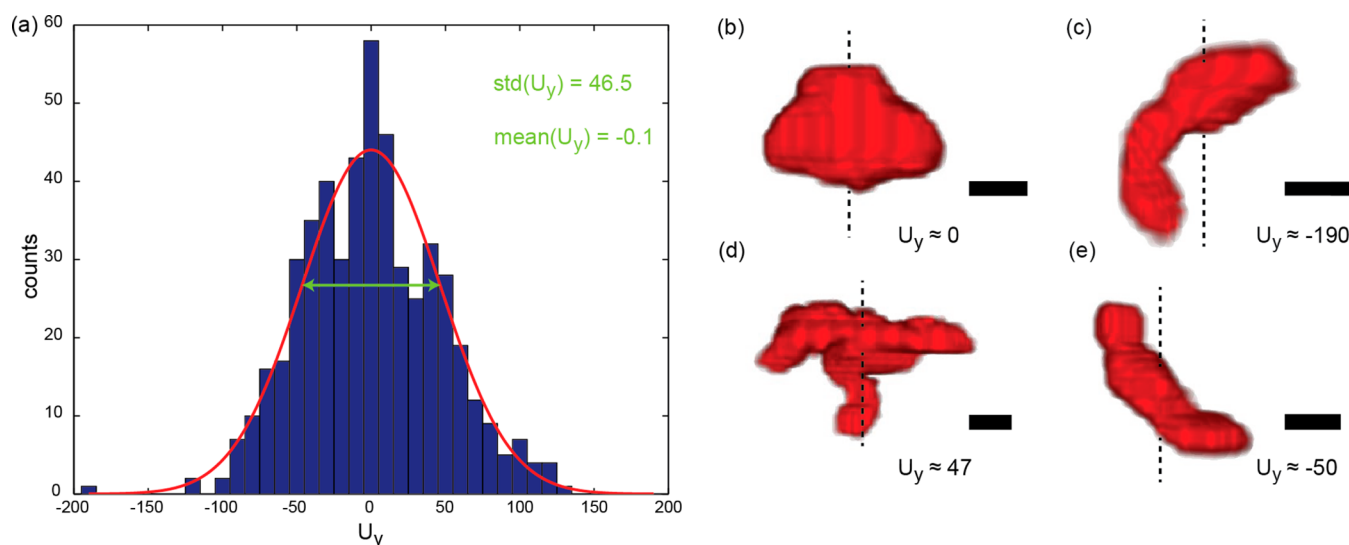 (a)
60
50
40
30
20
10
0
counts
-200
-150
-100
-50
0
50
100
150
200
U_y
std(U_y) = 46.5
mean(U_y) = -0.1
(b)
U_y ≈ 0
(c)
U_y ≈ -190
(d)
U_y ≈ 47
(e)
U_y ≈ -50